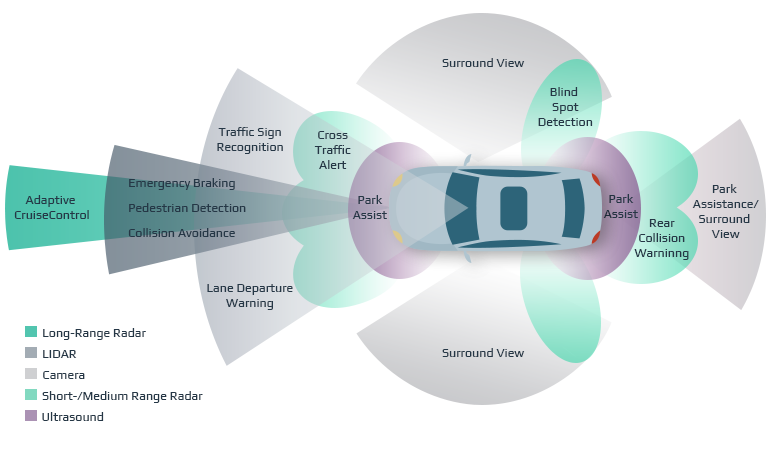 Surround View
Blind
Spot
Detection
Traffic Sign
Recognition
Cross
Traffic
Alert
Adaptive
CruiseControl
Emergency Braking
Pedestrian Detection
Collision Avoidance
Park
Assist
Park
Assist
Rear
Collision
Warninng
Park
Assistance/
Surround
View
Lane Departure
Warning
Surround View
Long-Range Radar
LIDAR
Camera
Short-/Medium Range Radar
Ultrasound